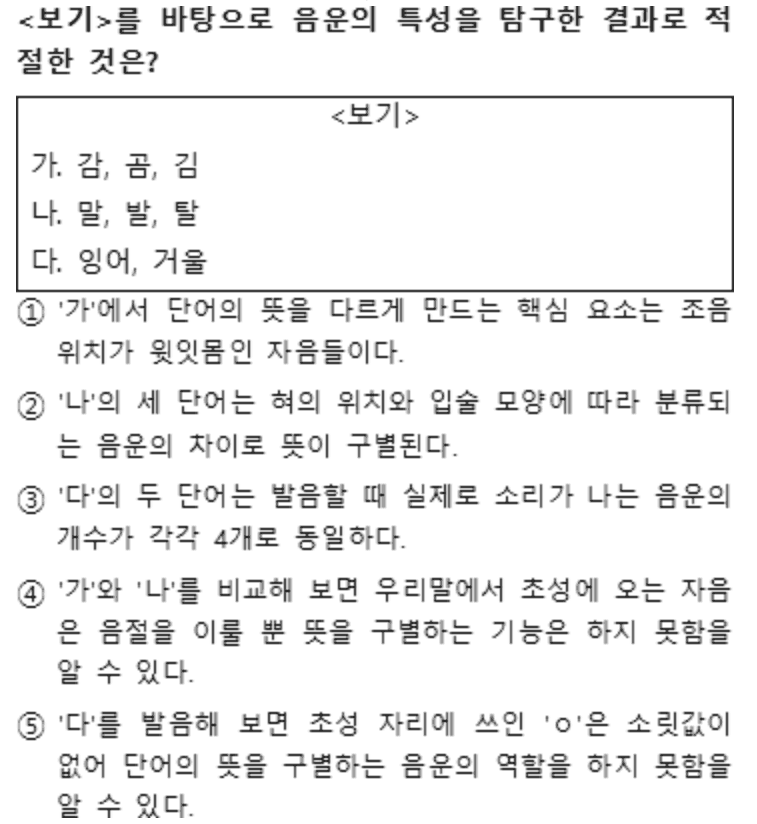 <보기>를 바탕으로 음운의 특성을 탐구한 결과로 적
절한 것은?
<보기>
가. 감, 곰, 김
나. 말, 발, 탈
다. 잉어, 거울
① '가'에서 단어의 뜻을 다르게 만드는 핵심 요소는 조음
위치가 윗잇몸인 자음들이다.
② '나'의 세 단어는 혀의 위치와 입술 모양에 따라 분류되
는 음운의 차이로 뜻이 구별된다.
③ '다'의 두 단어는 발음할 때 실제로 소리가 나는 음운의
개수가 각각 4개로 동일하다.
④ '가'와 '나'를 비교해 보면 우리말에서 초성에 오는 자음
은 음절을 이룰 뿐 뜻을 구별하는 기능은 하지 못함을
알 수 있다.
⑤ '다'를 발음해 보면 초성 자리에 쓰인 'ㅇ'은 소릿값이
없어 단어의 뜻을 구별하는 음운의 역할을 하지 못함을
알 수 있다.